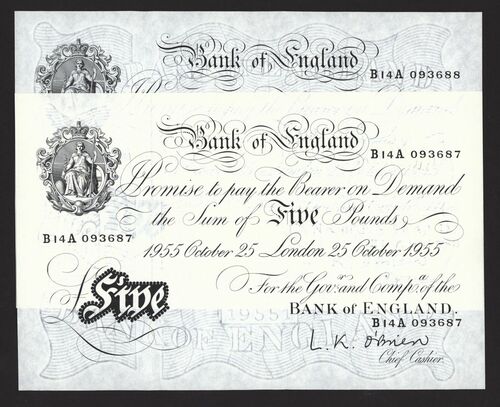 Bank of England
B14A 093688
Bank of England
B14A 093687
I Promise to pay the Bearer on Demand
the Sum of Five Pounds
B14A 093687
1955 October 25 London 25 October 1955
For the Govr. and Compa. of the
BANK OF ENGLAND.
£Five
B14A 093687
L.K. O'Brien
Chief Cashier.